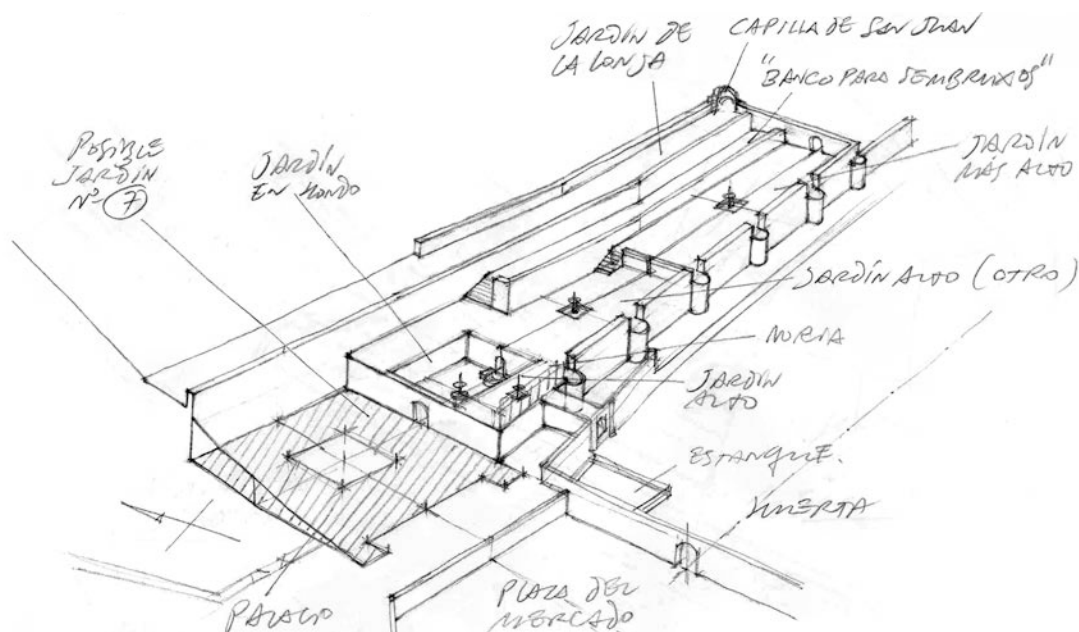 JARDÍN DE
LA LONJA
CAPILLA DE SAN JUAN
"BANCO PARA SEMBRADOS"
POSIBLE
JARDÍN
Nº 7
JARDÍN
EN HONDO
JARDÍN
MÁS ALTO
JARDÍN ALTO (OTRO)
NORIA
JARDÍN
ALTO
ESTANQUE.
HUERTA
PALACIO
PLAZA DEL
MERCADO